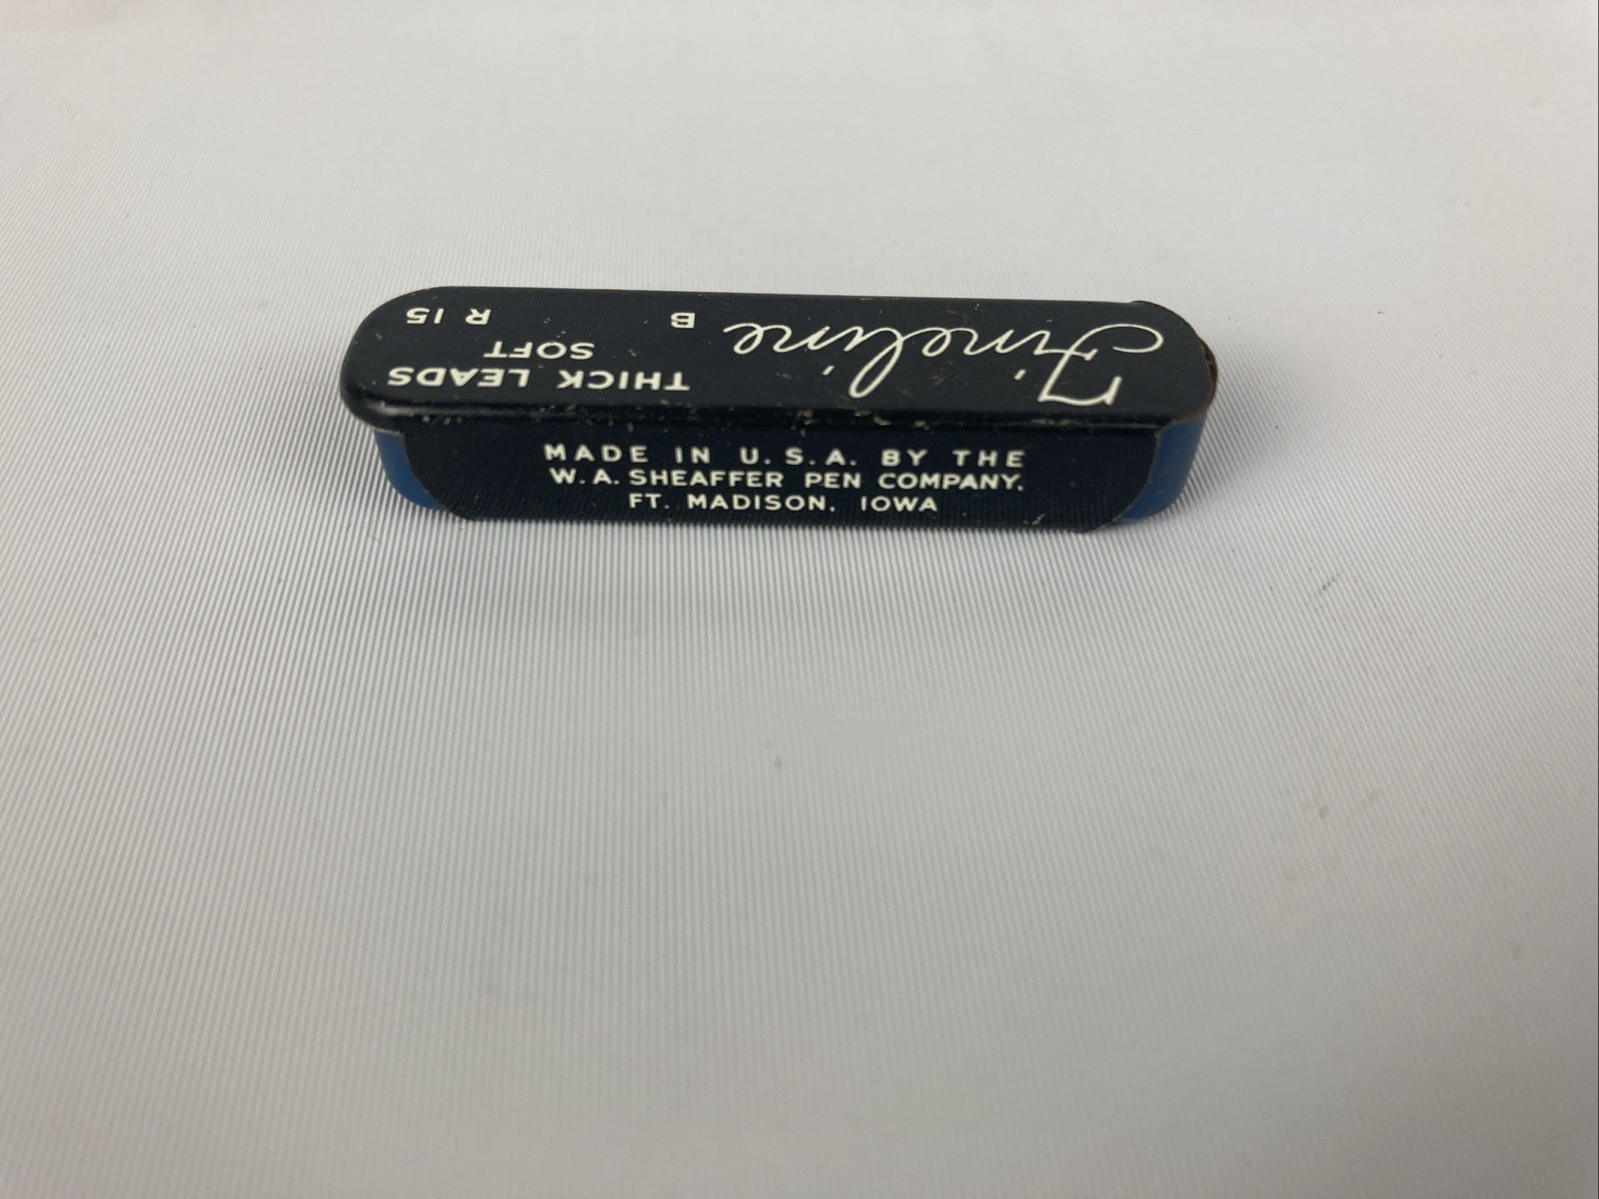 Fineline
THICK LEADS
SOFT
B R 15
MADE IN U.S.A. BY THE
W. A. SHEAFFER PEN COMPANY,
FT. MADISON, IOWA